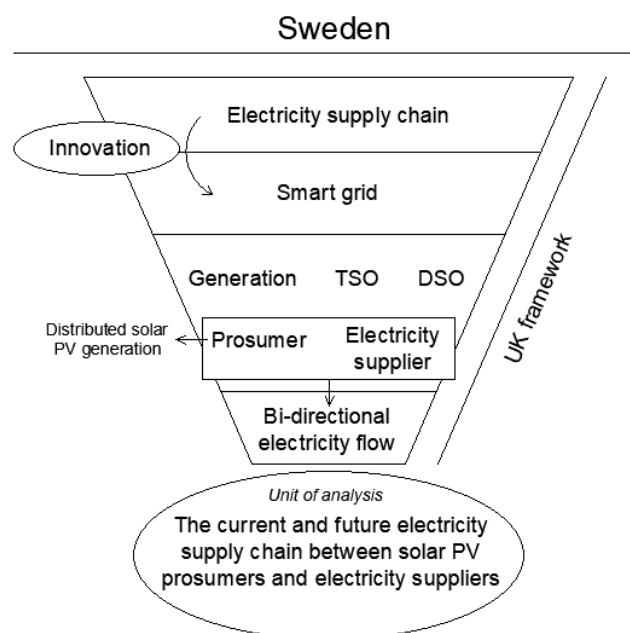 Sweden
Electricity supply chain
Innovation
Smart grid
Generation TSO DSO
UK framework
Distributed solar
PV generation
Prosumer
Electricity
supplier
Bi-directional
electricity flow
Unit of analysis
The current and future electricity
supply chain between solar PV
prosumers and electricity suppliers